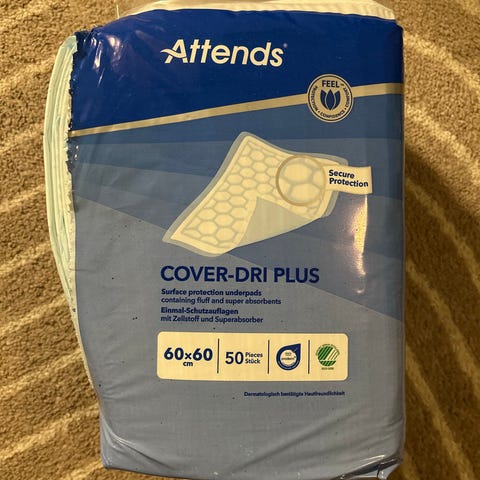 Attends®
FEEL
CONFIDENCE
Secure
Protection
COVER-DRI PLUS
Surface protection underpads
containing fluff and super absorbents
Einmal-Schutzauflagen
mit Zellstoff und Superabsorber
60x60
cm
50 Pieces
Stück
Dermatologisch bestätigte Hautfreundlichkeit